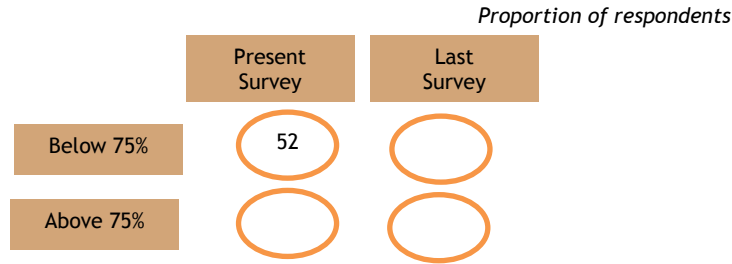 Proportion of respondents
Present
Survey
Last
Survey
Below 75%
52
Above 75%